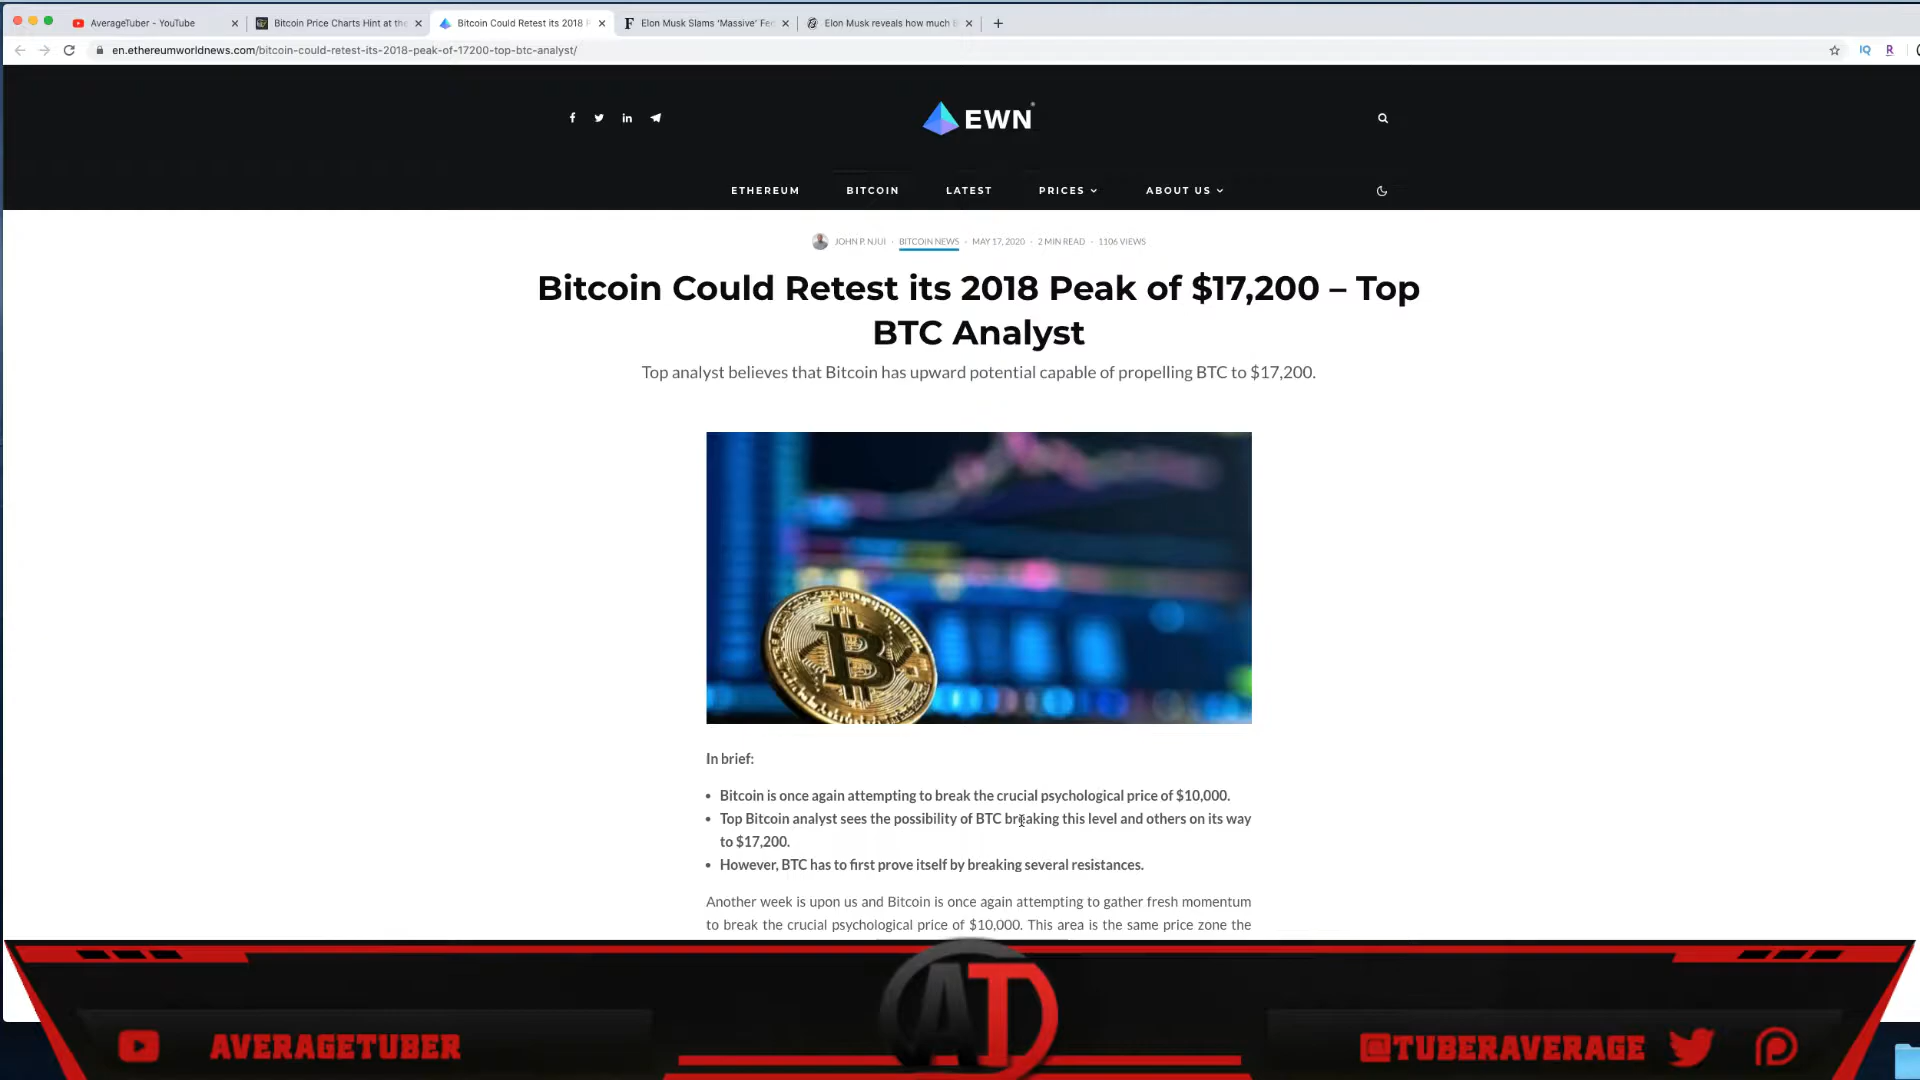 AverageTuber - YouTube
Bitcoin Price Charts Hint at the
Bitcoin Could Retest its 2018 P
Elon Musk Slams 'Massive' Fed
Elon Musk reveals how much B
en.ethereumworldnews.com/bitcoin-could-retest-its-2018-peak-of-17200-top-btc-analyst/
IQ R
EWN
ETHEREUM BITCOIN LATEST PRICES ABOUT US
JOHN P. NJUI · BITCOIN NEWS · MAY 17, 2020 · 2 MIN READ · 1106 VIEWS
Bitcoin Could Retest its 2018 Peak of $17,200 – Top
BTC Analyst
Top analyst believes that Bitcoin has upward potential capable of propelling BTC to $17,200.
In brief:
• Bitcoin is once again attempting to break the crucial psychological price of $10,000.
• Top Bitcoin analyst sees the possibility of BTC breaking this level and others on its way
to $17,200.
• However, BTC has to first prove itself by breaking several resistances.
Another week is upon us and Bitcoin is once again attempting to gather fresh momentum
to break the crucial psychological price of $10,000. This area is the same price zone the
AVERAGETUBER
AT
@TUBERAVERAGE